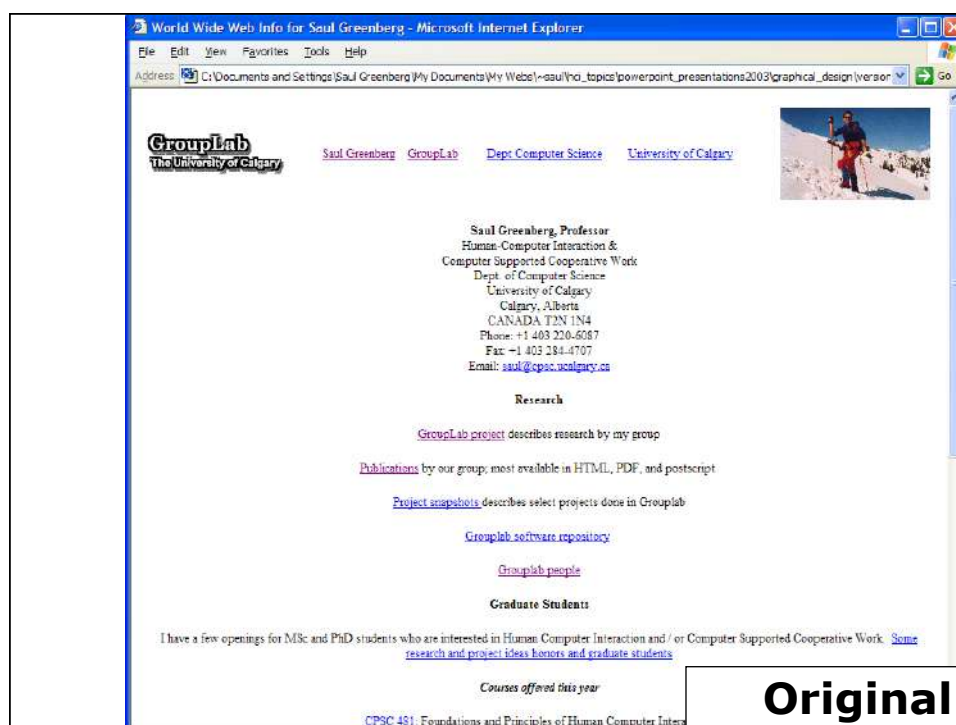 World Wide Web Info for Saul Greenberg - Microsoft Internet Explorer
File Edit View Favorites Tools Help
Address C:\Documents and Settings\Saul Greenberg\My Documents\My Webs\~saul\hci_topics\powerpoint_presentations2003\graphical_design\version Go
GroupLab
The University of Calgary
Saul Greenberg GroupLab Dept Computer Science University of Calgary
Saul Greenberg, Professor
Human-Computer Interaction &
Computer Supported Cooperative Work
Dept. of Computer Science
University of Calgary
Calgary, Alberta
CANADA T2N 1N4
Phone: +1 403 220-6087
Fax: +1 403 284-4707
Email: saul@cpsc.ucalgary.ca
Research
GroupLab project describes research by my group
Publications by our group; most available in HTML, PDF, and postscript
Project snapshots describes select projects done in Grouplab
Grouplab software repository
Grouplab people
Graduate Students
I have a few openings for MSc and PhD students who are interested in Human Computer Interaction and / or Computer Supported Cooperative Work. Some
research and project ideas honors and graduate students
Courses offered this year
CPSC 481: Foundations and Principles of Human Computer Intera
Original